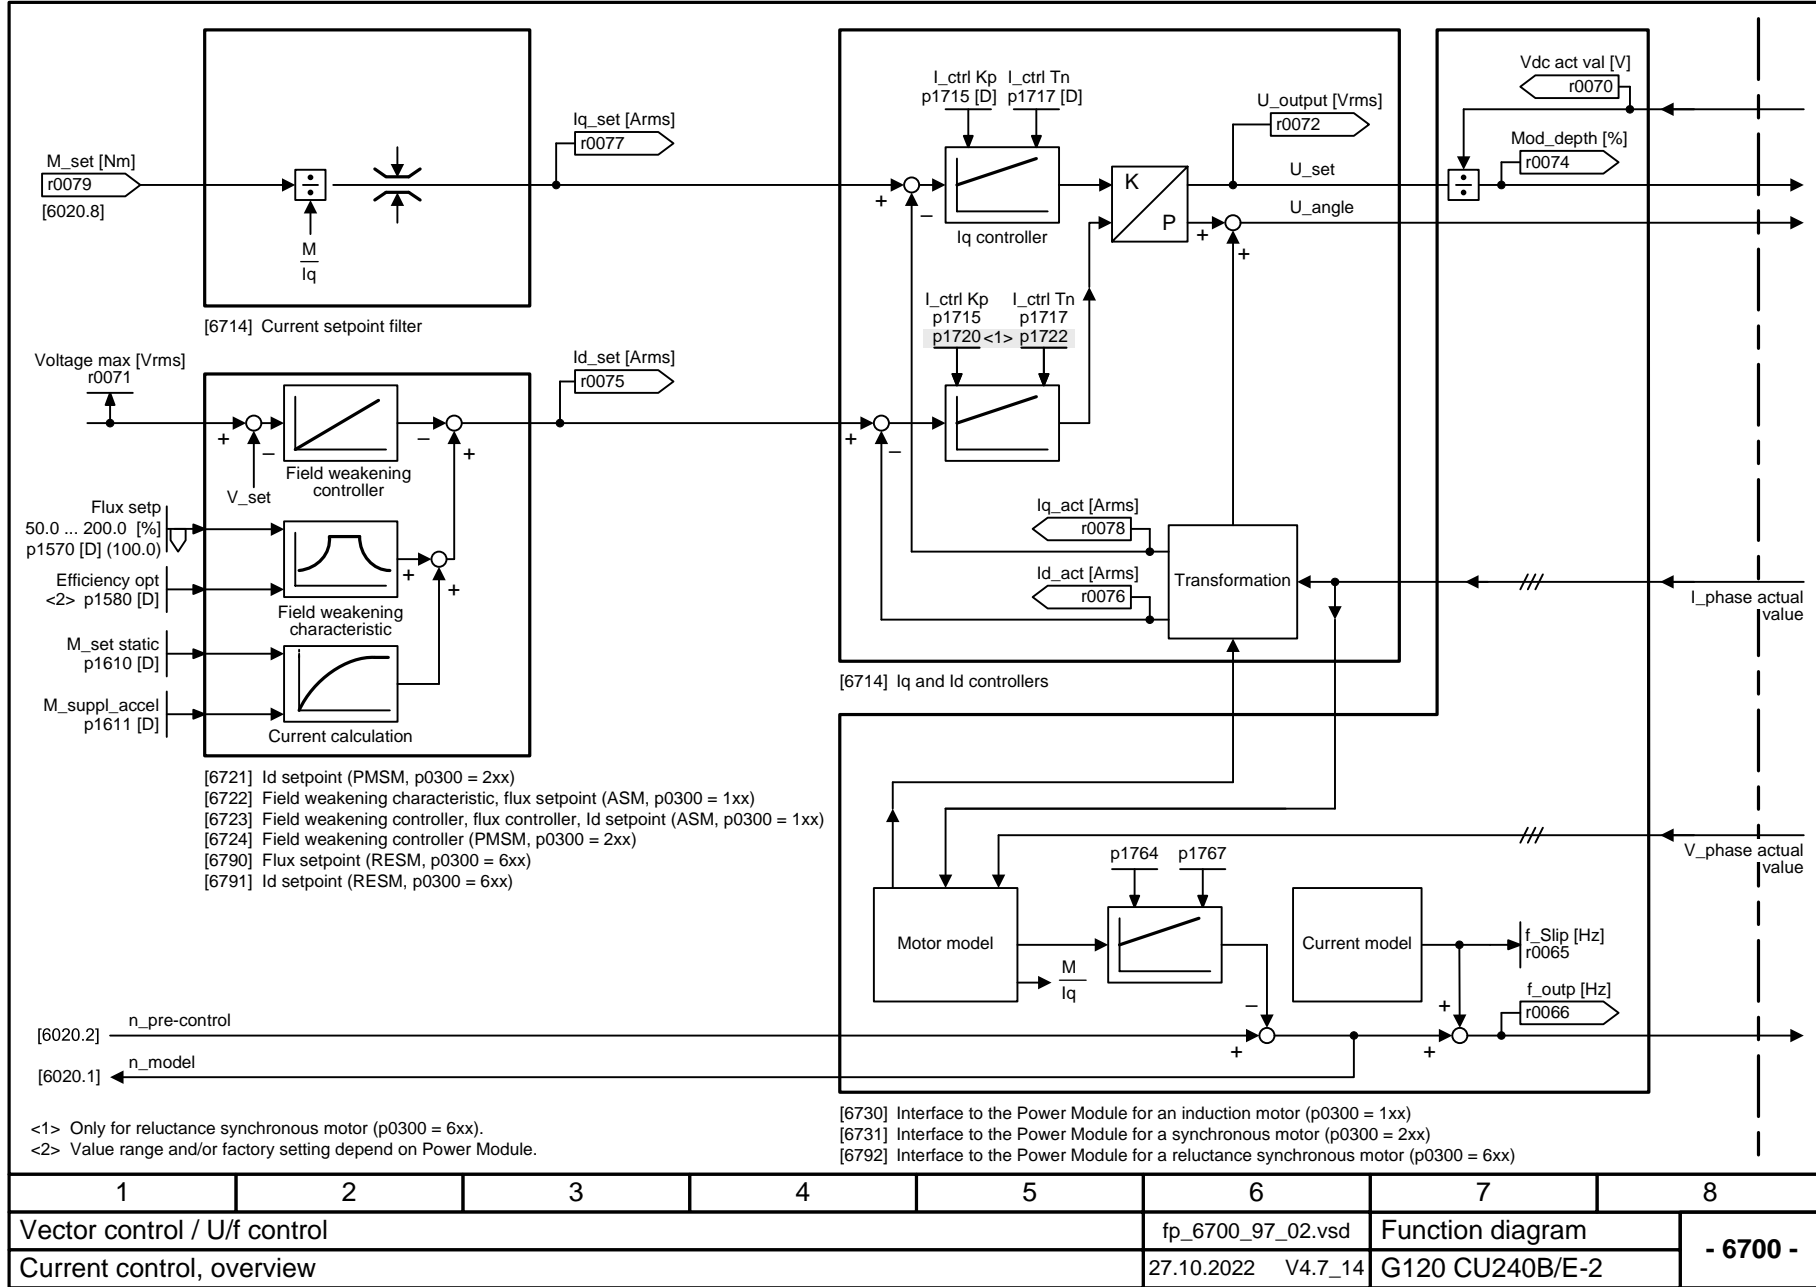 M_set [Nm]
r0079
[6020.8]
M
Iq
[6714] Current setpoint filter
Iq_set [Arms]
r0077
I_ctrl Kp
p1715 [D]
I_ctrl Tn
p1717 [D]
+
–
Iq controller
K
P
U_output [Vrms]
r0072
U_set
U_angle
+
+
Vdc act val [V]
r0070
Mod_depth [%]
r0074
Voltage max [Vrms]
r0071
+
–
V_set
Field weakening
controller
–
+
Id_set [Arms]
r0075
I_ctrl Kp
p1715
p1720
<1>
I_ctrl Tn
p1717
p1722
+
–
Flux setp
50.0 ... 200.0 [%]
p1570 [D] (100.0)
Efficiency opt
<2> p1580 [D]
Field weakening
characteristic
+
+
M_set static
p1610 [D]
M_suppl_accel
p1611 [D]
Current calculation
Iq_act [Arms]
r0078
Id_act [Arms]
r0076
Transformation
I_phase actual
value
[6714] Iq and Id controllers
[6721] Id setpoint (PMSM, p0300 = 2xx)
[6722] Field weakening characteristic, flux setpoint (ASM, p0300 = 1xx)
[6723] Field weakening controller, flux controller, Id setpoint (ASM, p0300 = 1xx)
[6724] Field weakening controller (PMSM, p0300 = 2xx)
[6790] Flux setpoint (RESM, p0300 = 6xx)
[6791] Id setpoint (RESM, p0300 = 6xx)
V_phase actual
value
p1764
p1767
Motor model
M
Iq
Current model
f_Slip [Hz]
r0065
f_outp [Hz]
r0066
–
+
+
+
[6020.2]
n_pre-control
[6020.1]
n_model
<1> Only for reluctance synchronous motor (p0300 = 6xx).
<2> Value range and/or factory setting depend on Power Module.
[6730] Interface to the Power Module for an induction motor (p0300 = 1xx)
[6731] Interface to the Power Module for a synchronous motor (p0300 = 2xx)
[6792] Interface to the Power Module for a reluctance synchronous motor (p0300 = 6xx)
1 2 3 4 5 6 7 8
Vector control / U/f control
fp_6700_97_02.vsd
Function diagram
- 6700 -
Current control, overview
27.10.2022 V4.7_14
G120 CU240B/E-2